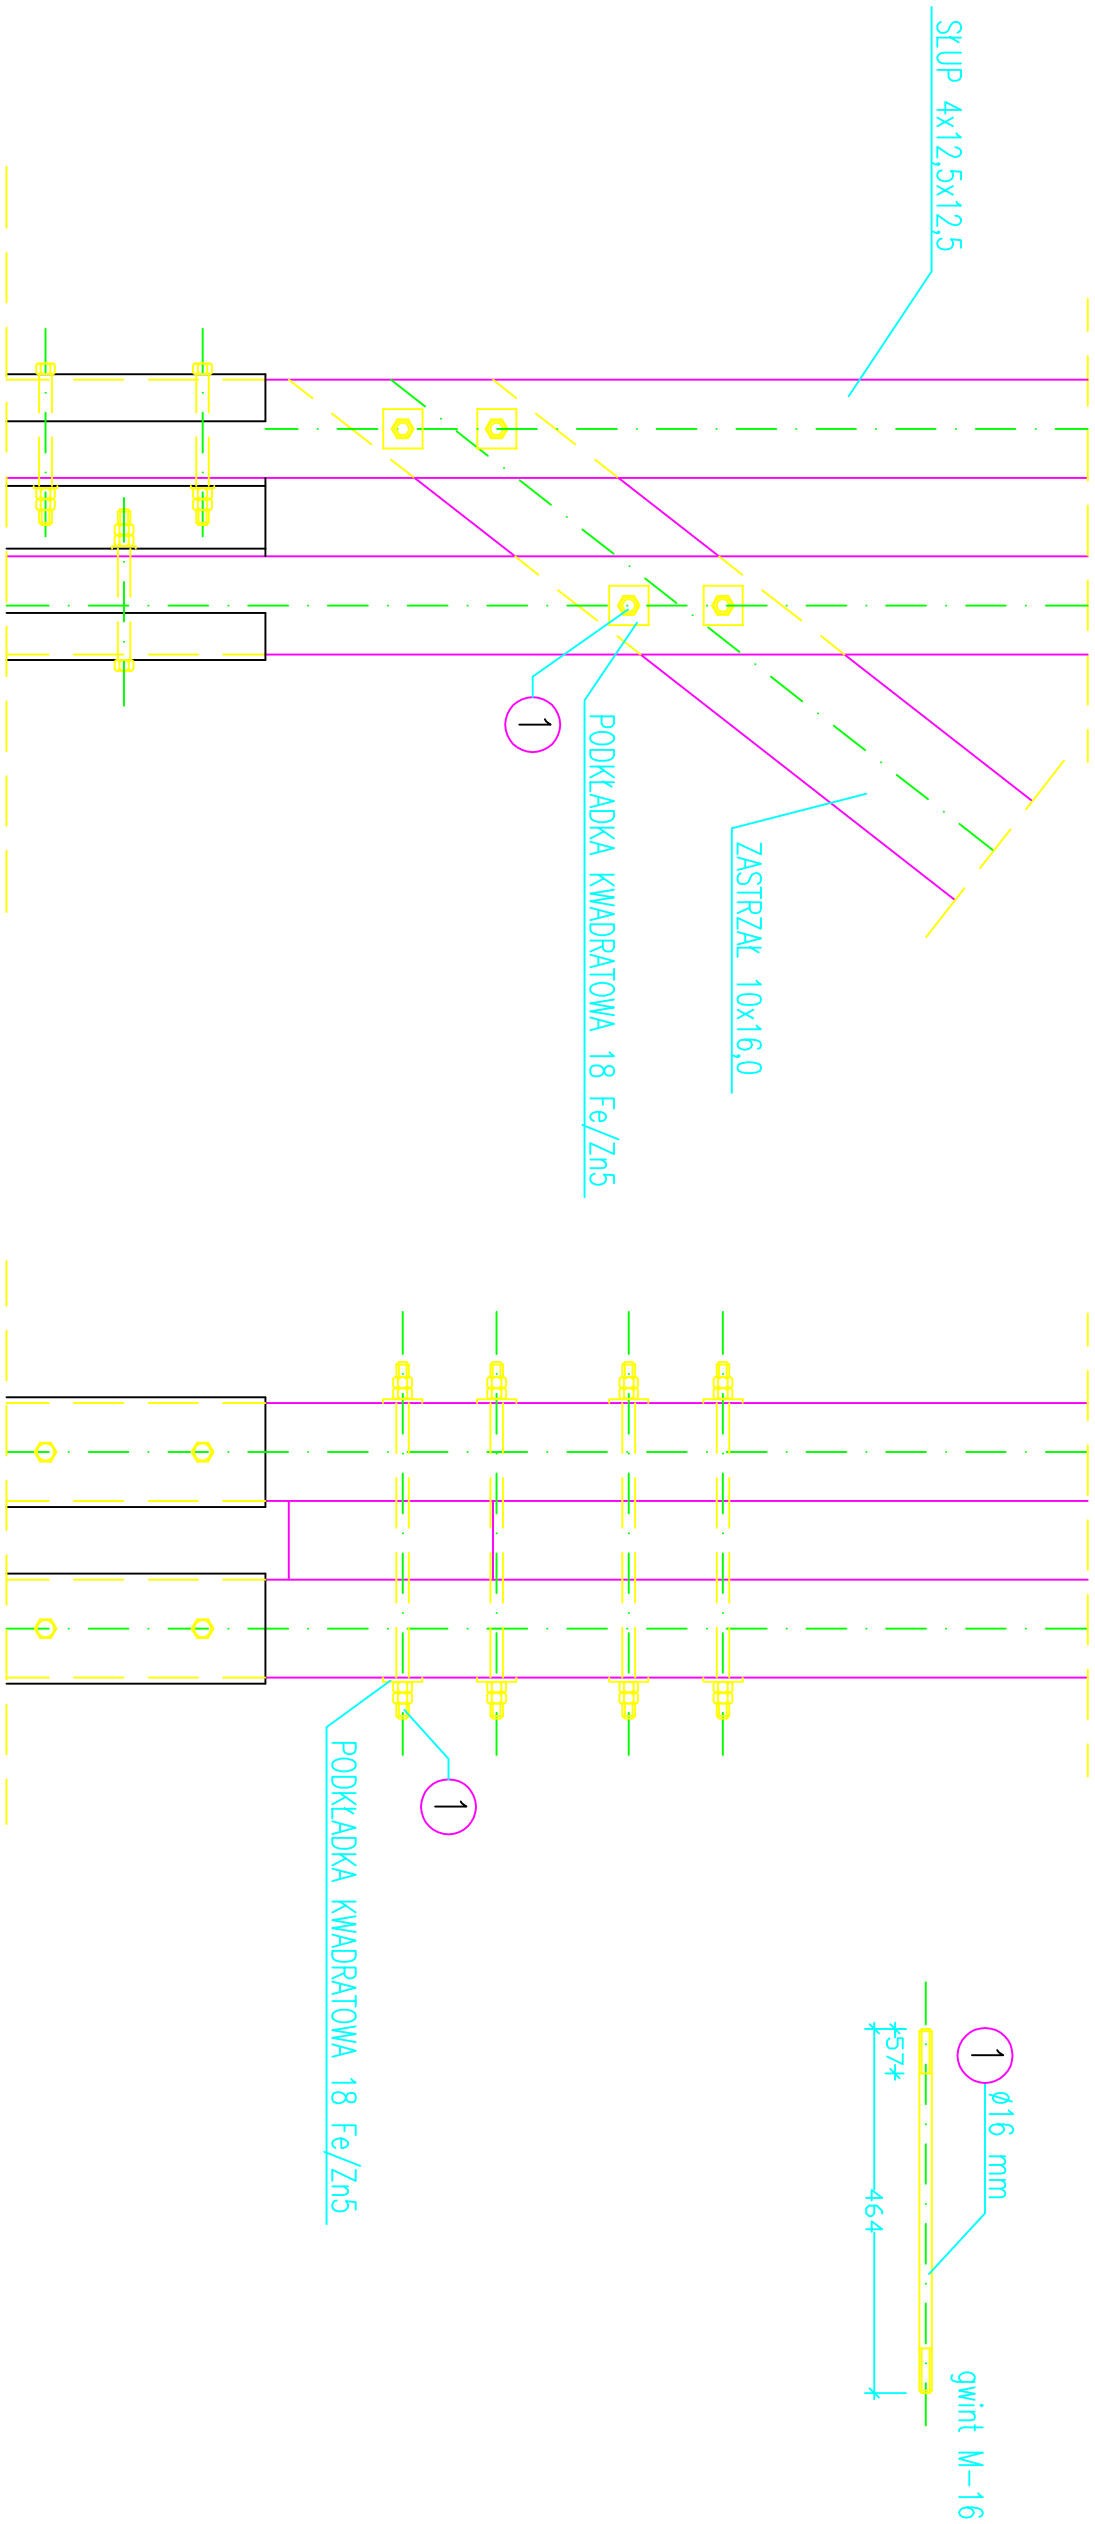 SŁUP 4x12,5x12,5
1
PODKŁADKA KWADRATOWA 18 Fe/Zn5
ZASTRZAŁ 10x16,0
1
PODKŁADKA KWADRATOWA 18 Fe/Zn5
1
ø16 mm
57
464
gwint M-16